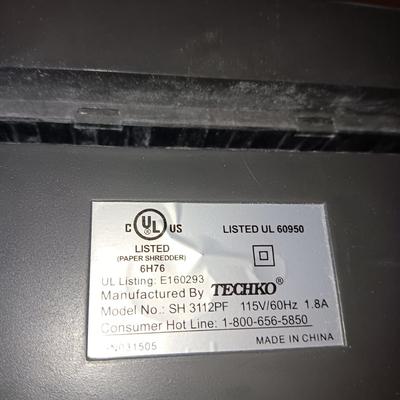 C UL US
LISTED UL 60950
LISTED
(PAPER SHREDDER)
6H76
UL Listing: E160293
Manufactured By TECHKO®
Model No.: SH 3112PF 115V/60Hz 1.8A
Consumer Hot Line: 1-800-656-5850
MADE IN CHINA